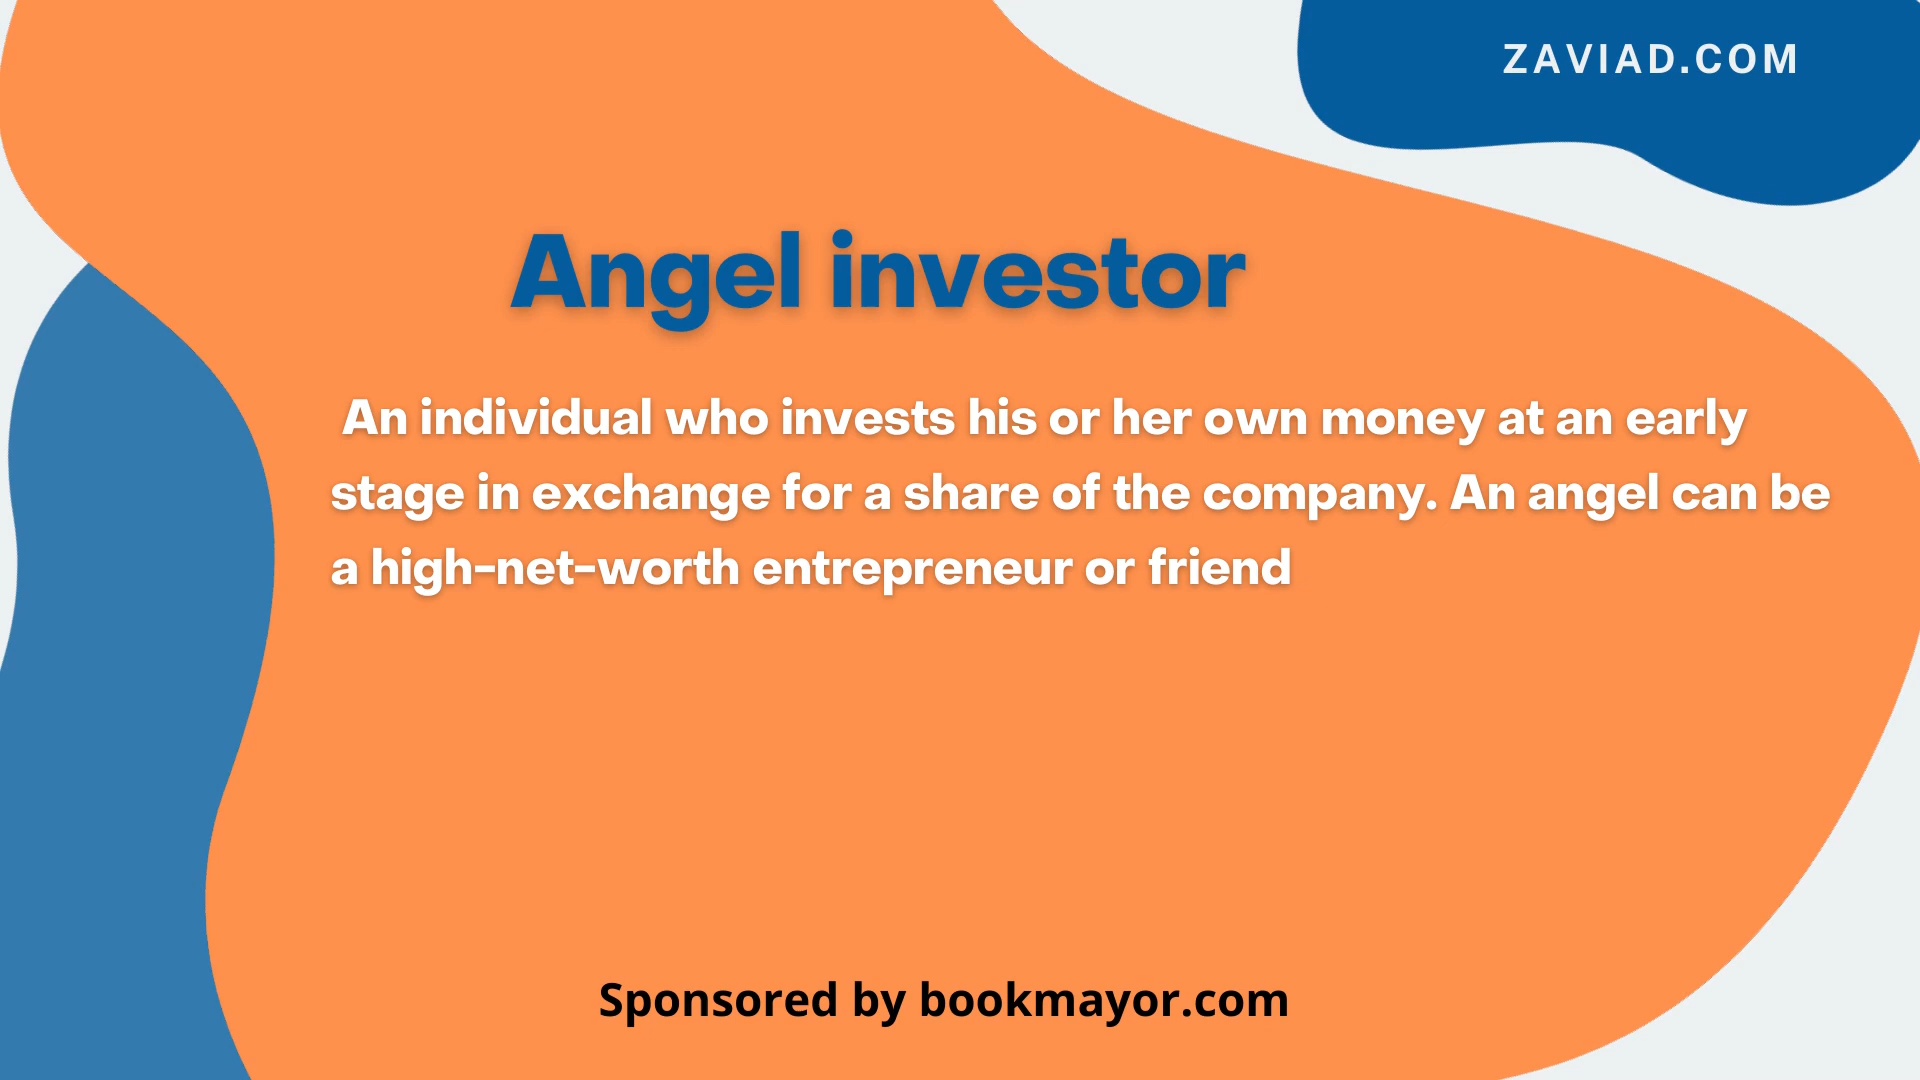 ZAVIAD.COM
Angel investor
An individual who invests his or her own money at an early
stage in exchange for a share of the company. An angel can be
a high-net-worth entrepreneur or friend
Sponsored by bookmayor.com